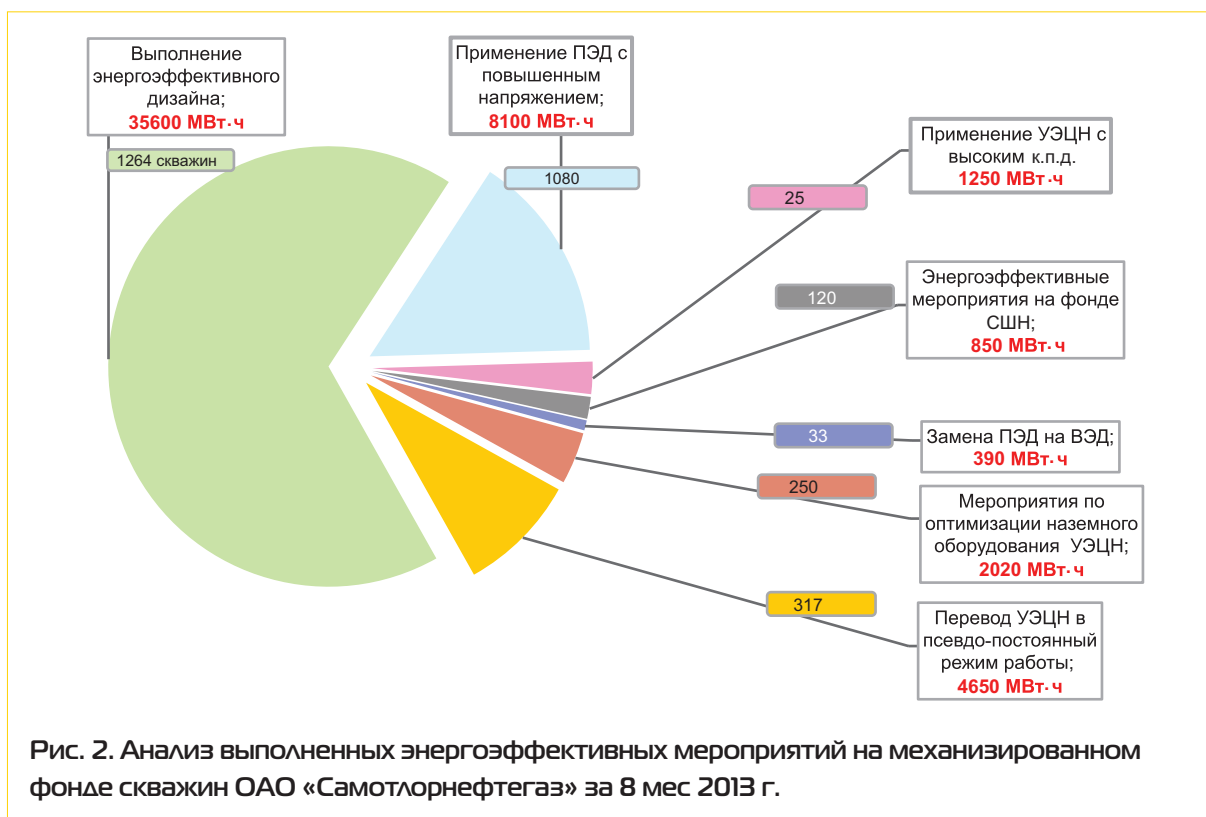 Выполнение
энергоэффективного
дизайна;
35600 МВт·ч
1264 скважин
Применение ПЭД с
повышенным
напряжением;
8100 МВт·ч
1080
Применение УЭЦН с
высоким к.п.д.
1250 МВт·ч
25
Энергоэффективные
мероприятия на фонде
СШН;
850 МВт·ч
120
Замена ПЭД на ВЭД;
390 МВт·ч
33
Мероприятия по
оптимизации наземного
оборудования УЭЦН;
2020 МВт·ч
250
Перевод УЭЦН в
псевдо-постоянный
режим работы;
4650 МВт·ч
317
Рис. 2. Анализ выполненных энергоэффективных мероприятий на механизированном
фонде скважин ОАО «Самотлорнефтегаз» за 8 мес 2013 г.